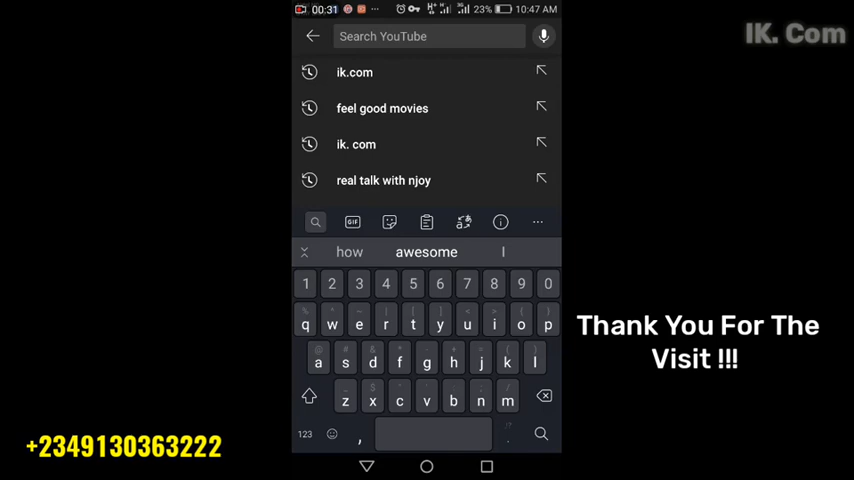 00:31 ... 23% 10:47 AM
IK. Com
Search YouTube
ik.com
feel good movies
ik. com
real talk with njoy
GIF
how awesome I
1 2 3 4 5 6 7 8 9 0
q w e r t y u i o p
a s d f g h j k l
z x c v b n m
123 , .
Thank You For The
Visit !!!
+2349130363222